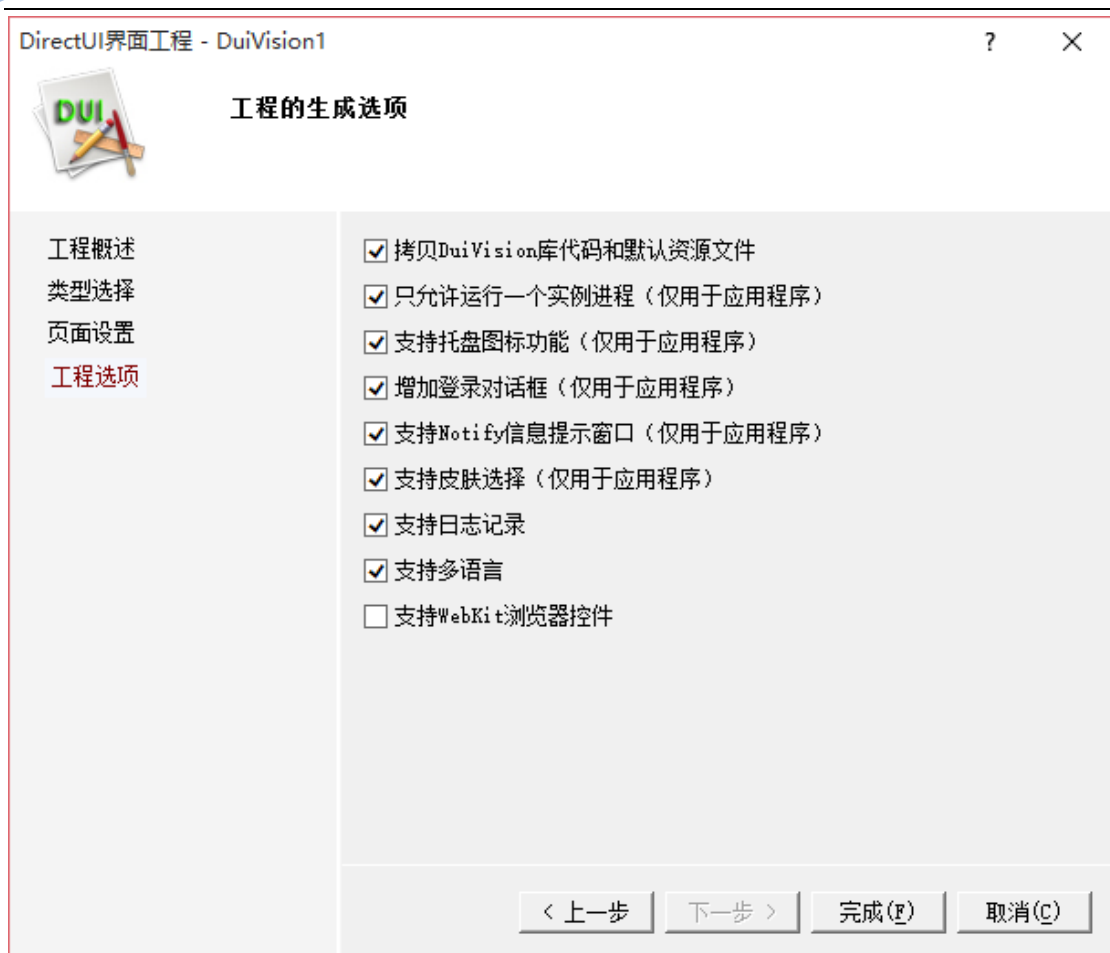 DirectUI界面工程 - DuiVision1
?
×
DUI
工程的生成选项
工程概述
类型选择
页面设置
工程选项
拷贝DuiVision库代码和默认资源文件
只允许运行一个实例进程（仅用于应用程序）
支持托盘图标功能（仅用于应用程序）
增加登录对话框（仅用于应用程序）
支持Notify信息提示窗口（仅用于应用程序）
支持皮肤选择（仅用于应用程序）
支持日志记录
支持多语言
支持WebKit浏览器控件
< 上一步
下一步 >
完成(F)
取消(C)